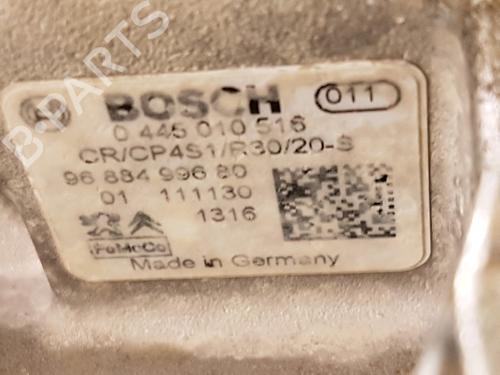 BOSCH 011
0 445 010 516
CR/CP4S1/R30/20-S
96 884 996 80
01 111130
1316
FoMoCo
Made in Germany
B-PARTS